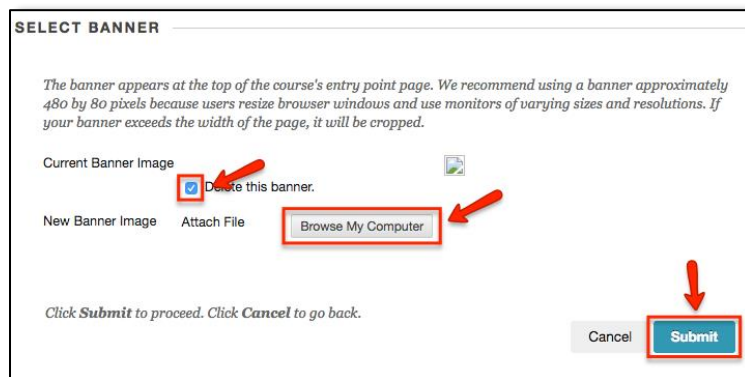 SELECT BANNER
The banner appears at the top of the course's entry point page. We recommend using a banner approximately
480 by 80 pixels because users resize browser windows and use monitors of varying sizes and resolutions. If
your banner exceeds the width of the page, it will be cropped.
Current Banner Image
Delete this banner.
New Banner Image Attach File Browse My Computer
Click Submit to proceed. Click Cancel to go back.
Cancel Submit